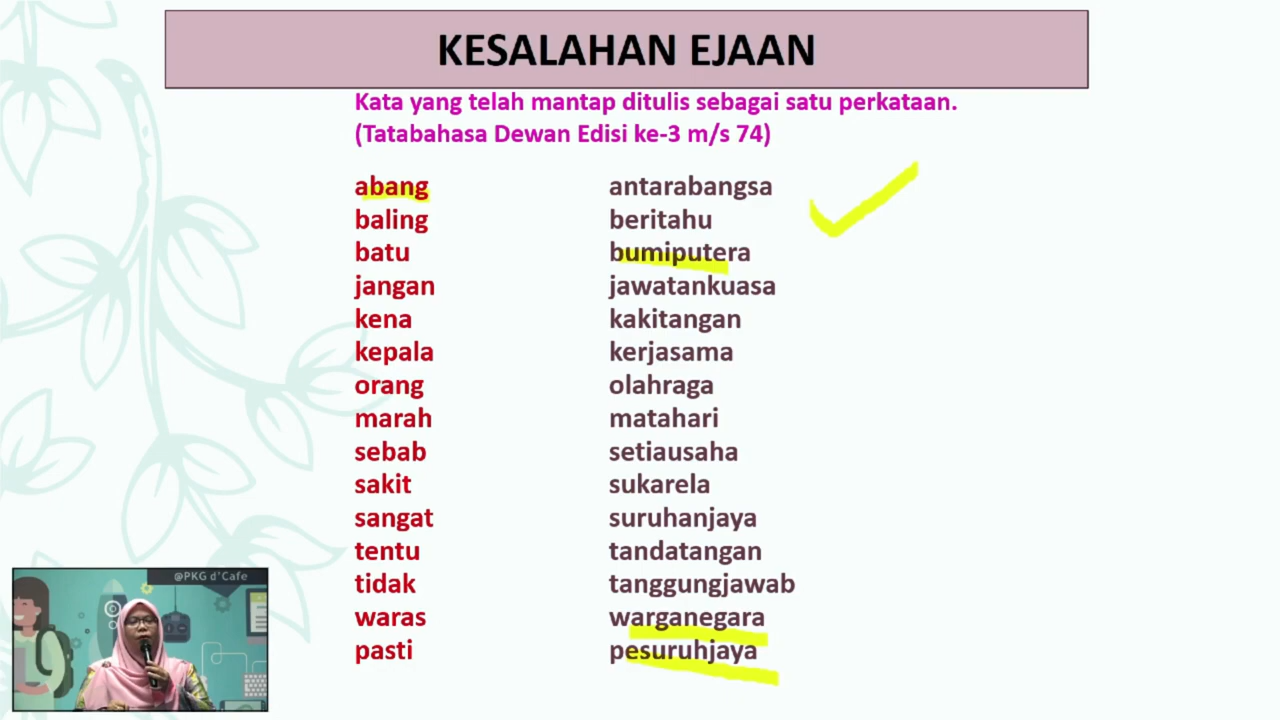 KESALAHAN EJAAN
Kata yang telah mantap ditulis sebagai satu perkataan.
(Tatabahasa Dewan Edisi ke-3 m/s 74)
abang antarabangsa
baling beritahu
batu bumiputera
jangan jawatankuasa
kena kakitangan
kepala kerjasama
orang olahraga
marah matahari
sebab setiausaha
sakit sukarela
sangat suruhanjaya
tentu tandatangan
tidak tanggungjawab
waras warganegara
pasti pesuruhjaya
@PKG d'Cafe